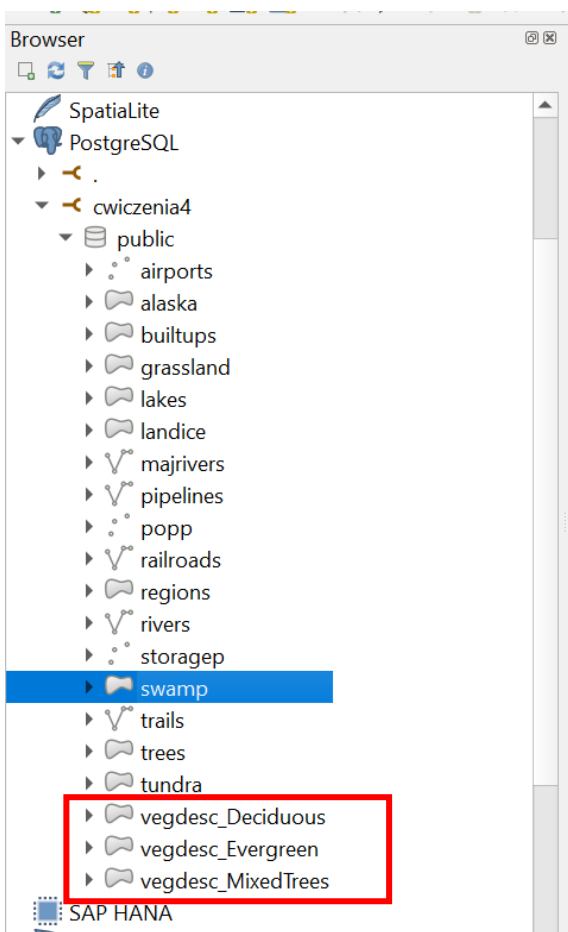 Browser
SpatiaLite
PostgreSQL
.
cwiczenia4
public
airports
alaska
builtups
grassland
lakes
landice
majrivers
pipelines
popp
railroads
regions
rivers
storagep
swamp
trails
trees
tundra
vegdesc_Deciduous
vegdesc_Evergreen
vegdesc_MixedTrees
SAP HANA